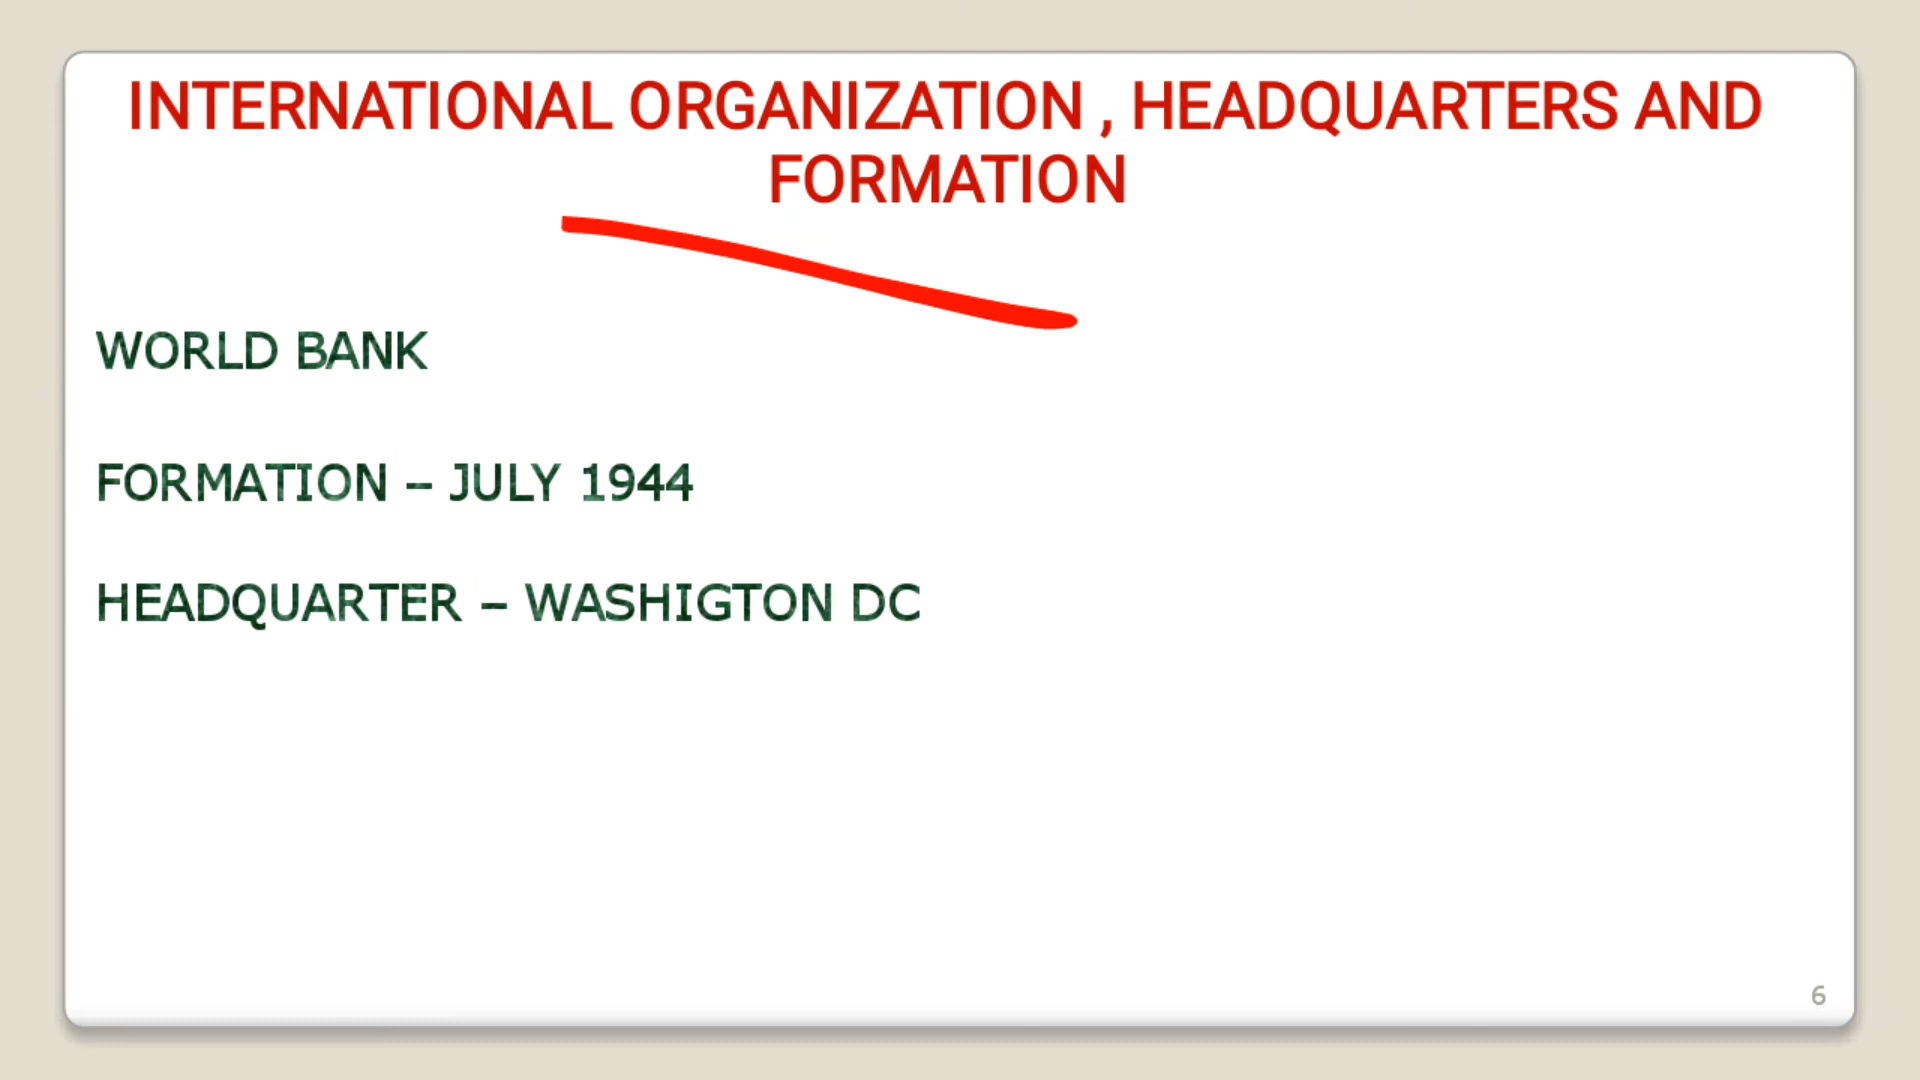 INTERNATIONAL ORGANIZATION , HEADQUARTERS AND
FORMATION
WORLD BANK
FORMATION – JULY 1944
HEADQUARTER – WASHIGTON DC
6